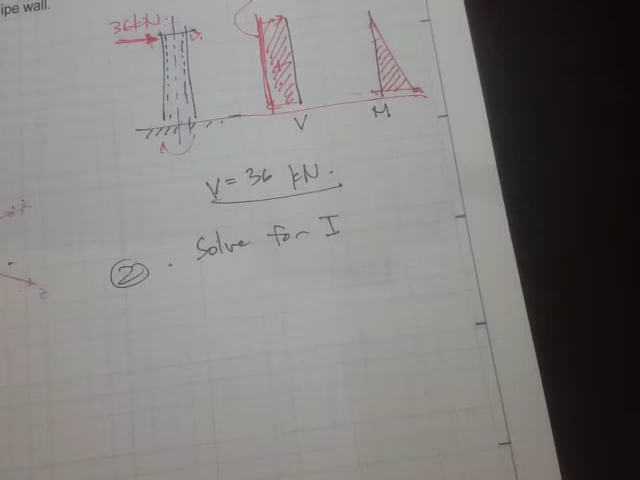 ipe wall.
36kN.
V
M
A
V = 36 kN.
② . Solve for I
z